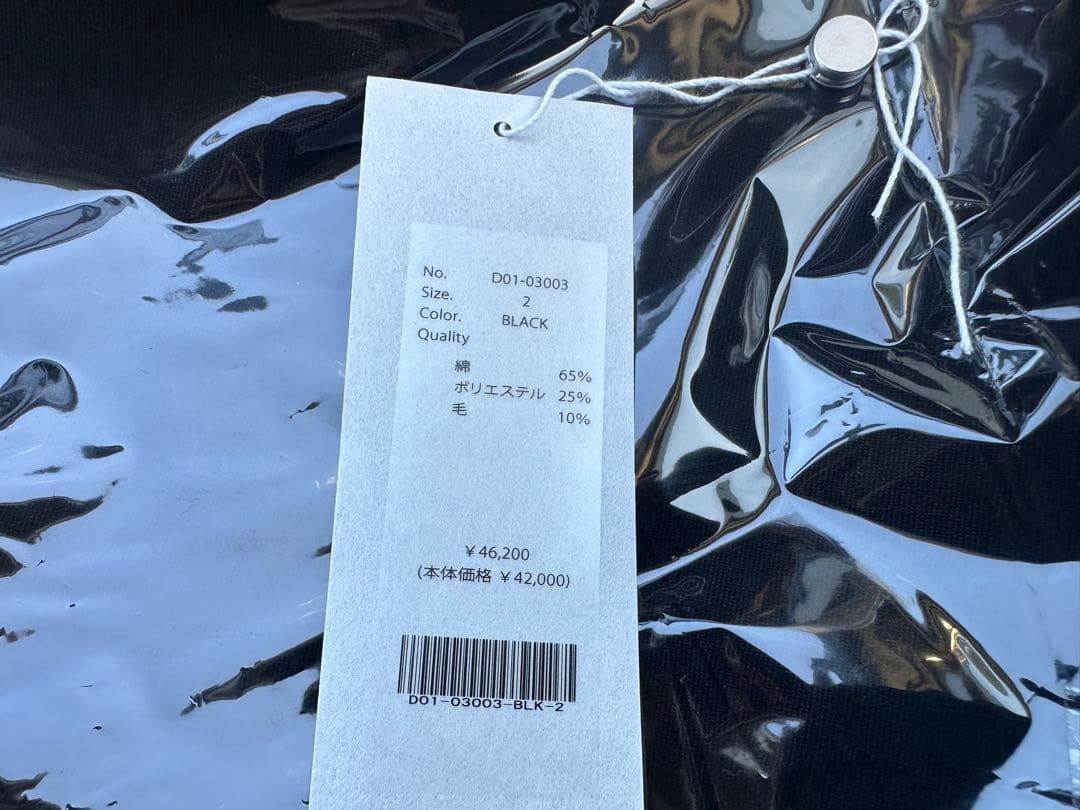 No. D01-03003
Size. 2
Color. BLACK
Quality
綿 65%
ポリエステル 25%
毛 10%
¥46,200
(本体価格 ¥42,000)
D01-03003-BLK-2